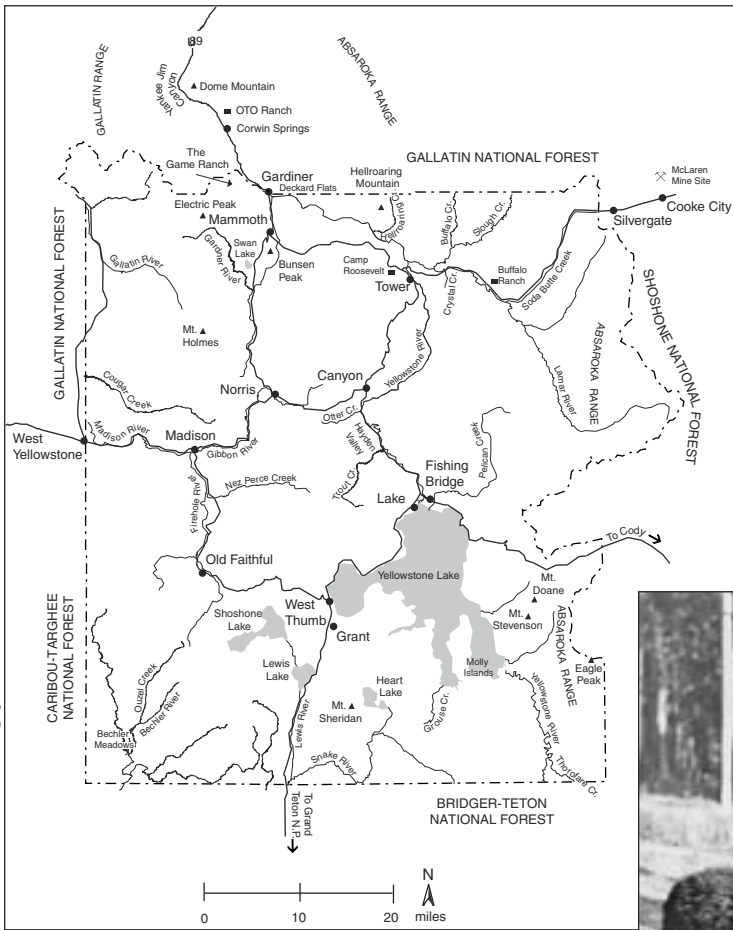 U 89
GALLATIN RANGE
Yankee Jim
Canyon
Dome Mountain
ABSAROKA RANGE
OTO Ranch
Corwin Springs
The
Game Ranch
Gardiner
Deckard Flats
Hellroaring
Mountain
GALLATIN NATIONAL FOREST
McLaren
Mine Site
Cooke City
Silvergate
Electric Peak
Mammoth
Hellroaring Cr.
Buffalo Cr.
Slough Cr.
GALLATIN NATIONAL FOREST
Gallatin River
Gardner River
Swan
Lake
Bunsen
Peak
Camp
Roosevelt
Tower
Crystal Cr.
Buffalo
Ranch
Soda Butte Creek
SHOSHONE NATIONAL FOREST
Mt.
Holmes
Yellowstone River
Lamar River
ABSAROKA RANGE
Cougar Creek
Norris
Canyon
Otter Cr.
West
Yellowstone
Madison River
Madison
Gibbon River
Hayden
Valley
Pelican Creek
Firehole River
Nez Perce Creek
Trout Cr.
Fishing
Bridge
Lake
To Cody
Old Faithful
Yellowstone Lake
Mt.
Doane
Mt.
Stevenson
ABSAROKA RANGE
Eagle
Peak
West
Thumb
Grant
Shoshone
Lake
Lewis
Lake
Heart
Lake
Mt.
Sheridan
Molly
Islands
Grouse Cr.
Yellowstone River
Thorofare Cr.
CARIBOU-TARGHEE
NATIONAL FOREST
Ouzel Creek
Bechler River
Bechler
Meadows
Lewis River
Snake River
To Grand
Teton N.P.
BRIDGER-TETON
NATIONAL FOREST
N
0 10 20
miles